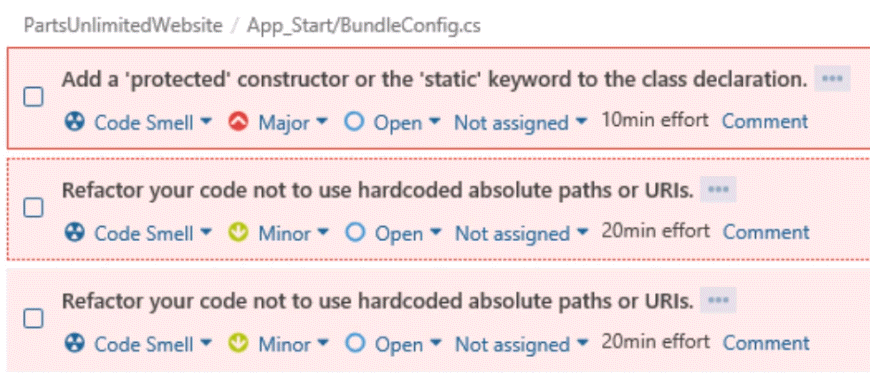 PartsUnlimitedWebsite / App_Start/BundleConfig.cs
Add a 'protected' constructor or the 'static' keyword to the class declaration. •••
Code Smell Major Open Not assigned 10min effort Comment
Refactor your code not to use hardcoded absolute paths or URIs. •••
Code Smell Minor Open Not assigned 20min effort Comment
Refactor your code not to use hardcoded absolute paths or URIs. •••
Code Smell Minor Open Not assigned 20min effort Comment